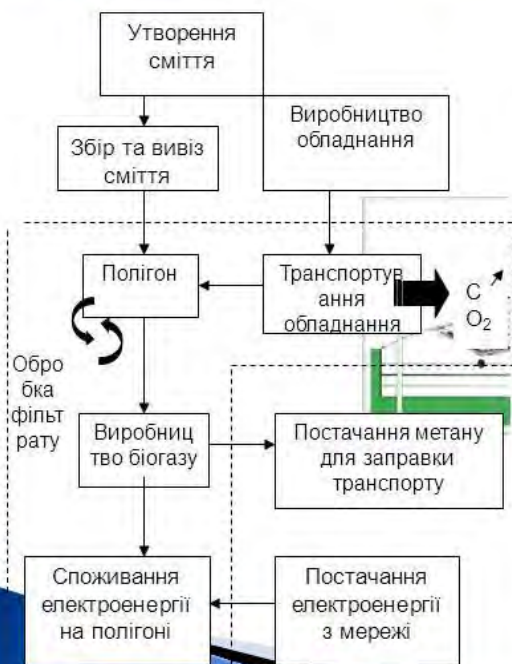 Утворення
сміття
Виробництво
обладнання
Збір та вивіз
сміття
Полігон
Транспортув
ання
обладнання
С
О2
Обро
бка
фільт
рату
Виробниц
тво біогазу
Постачання метану
для заправки
транспорту
Споживання
електроенергії
на полігоні
Постачання
електроенергії
з мережі